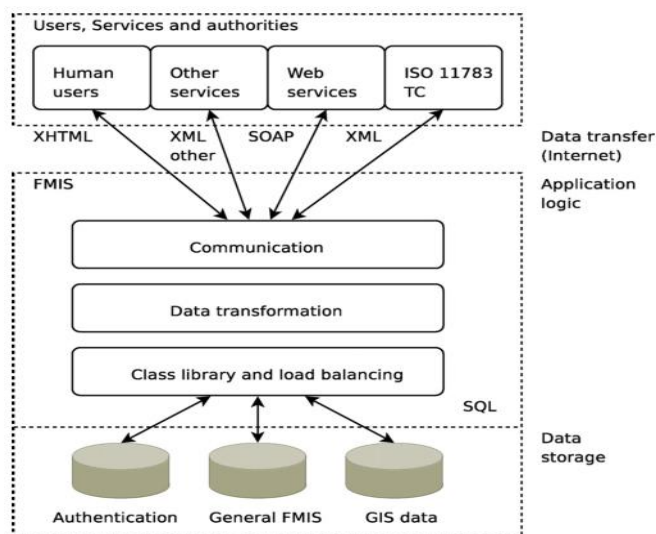 Users, Services and authorities
Human
users
Other
services
Web
services
ISO 11783
TC
XHTML
XML
other
SOAP
XML
Data transfer
(Internet)
FMIS
Application
logic
Communication
Data transformation
Class library and load balancing
SQL
Data
storage
Authentication
General FMIS
GIS data